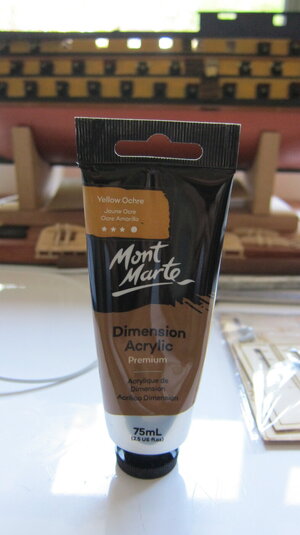 Yellow Ochre
Jaune Ocre
Ocre Amarillo
Mont
Marte
Dimension
Acrylic
Premium
Acrylique de
Dimension
Acrílico Dimensión
75mL
(2.5 US fl.oz)